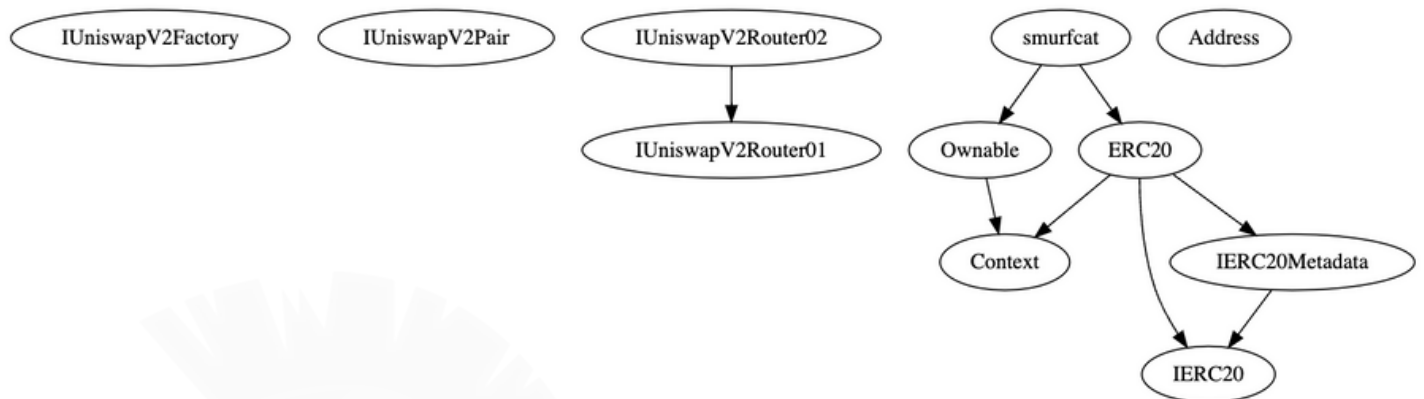 IUniswapV2Factory
IUniswapV2Pair
IUniswapV2Router02
smurfcat
Address
IUniswapV2Router01
Ownable
ERC20
Context
IERC20Metadata
IERC20